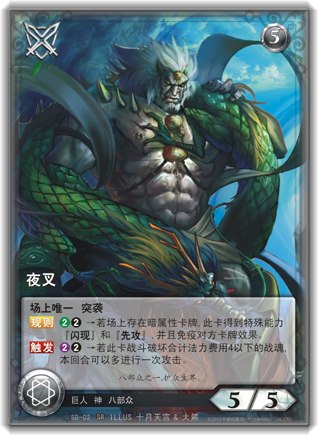 5
夜叉
场上唯一 突袭
规则 2 2 →若场上存在暗属性卡牌，此卡得到特殊能力
『闪现』和『先攻』，并且免疫对方卡牌效果。
触发 2 2 →若此卡战斗破坏合计法力费用4以下的战魂，
本回合可以多进行一次攻击。
八部众之一，护众生界。
巨人 神 八部众
5 / 5
SD-02 SR ILLUS 十月天宫 & 大熊